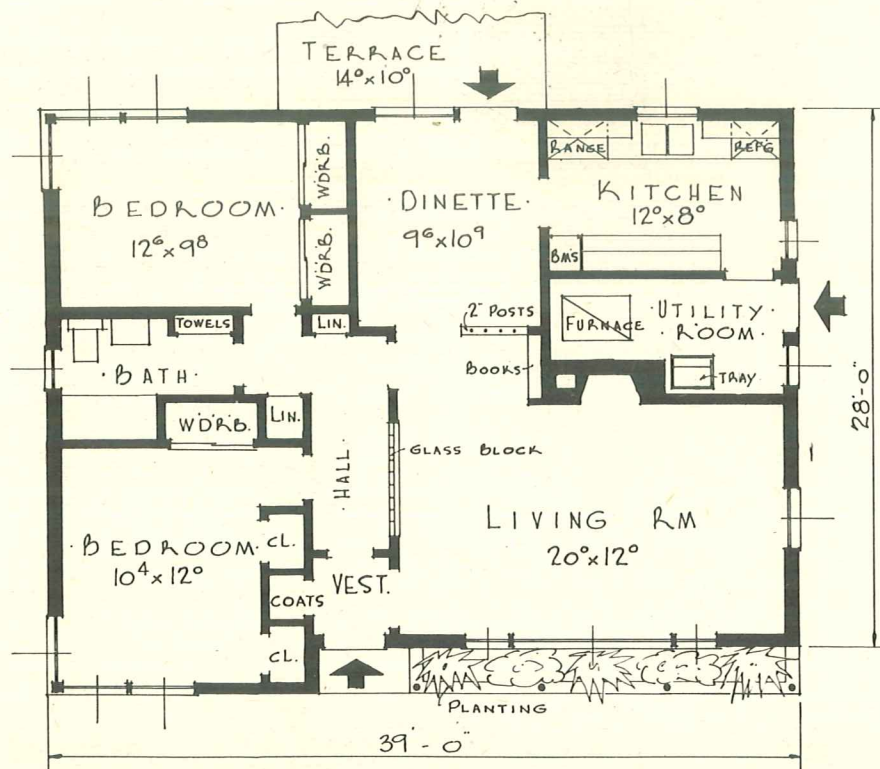 TERRACE
14⁰x10⁰
BEDROOM
12⁶x9⁸
WDRB.
WDRB.
DINETTE
9⁶x10⁹
RANGE
REFG
KITCHEN
12⁰x8⁰
BMS
TOWELS
LIN.
2" POSTS
FURNACE
UTILITY
ROOM
BATH
BOOKS
TRAY
WDRB.
LIN.
HALL
GLASS BLOCK
LIVING RM
20⁰x12⁰
BEDROOM
10⁴x12⁰
CL.
COATS
VEST.
CL.
PLANTING
28'-0"
39'-0"